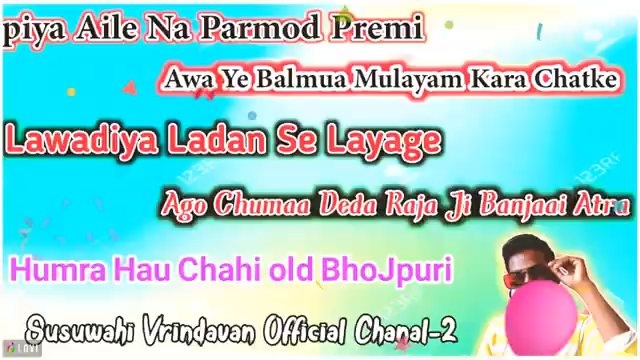 piya Aile Na Parmod Premi
Awa Ye Balmua Mulayam Kara Chatke
Lawadiya Ladan Se Layage
Ago Chumaa Deda Raja Ji Banjaai Atra
Humra Hau Chahi old BhoJpuri
Susuwahi Vrindavan Official Chanal-2
123RF